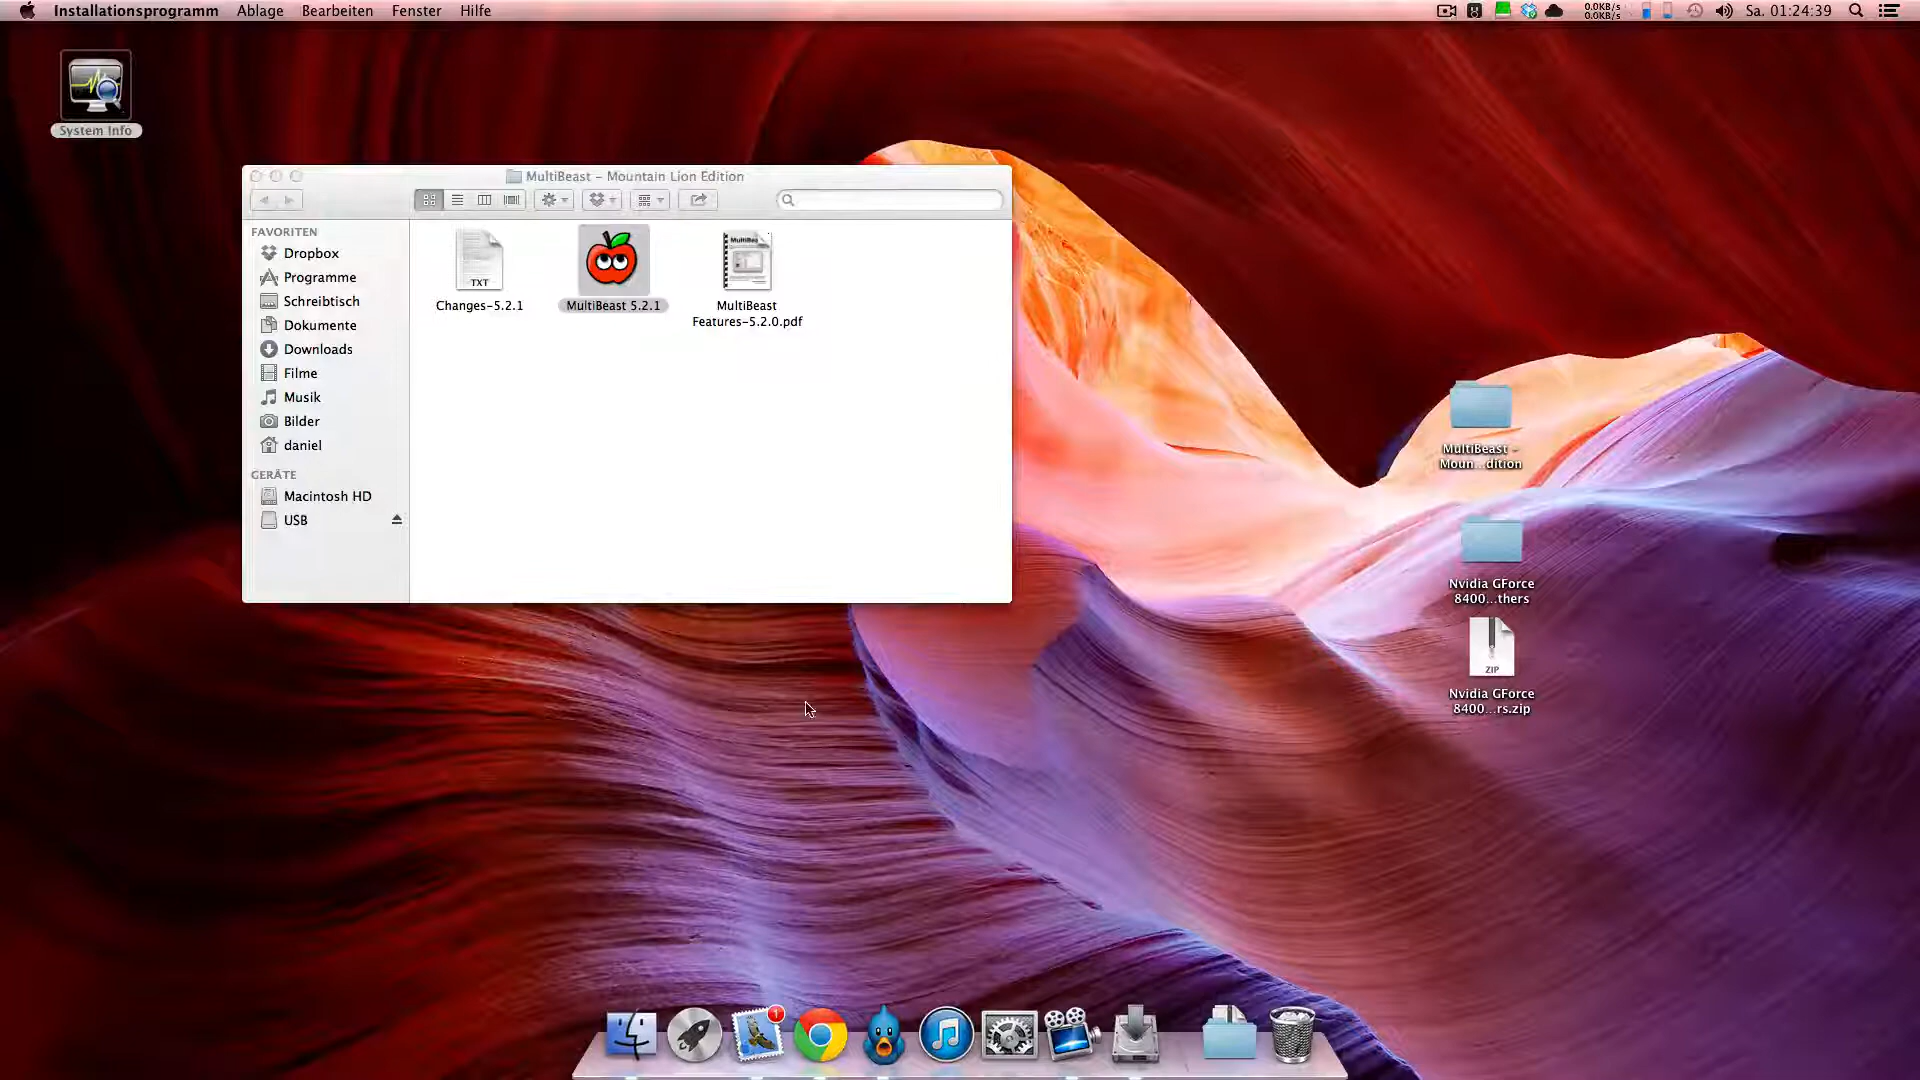 Installationsprogramm Ablage Bearbeiten Fenster Hilfe
0.0KB/s
0.0KB/s
Sa. 01:24:39
System Info
MultiBeast – Mountain Lion Edition
FAVORITEN
Dropbox
Programme
Schreibtisch
Dokumente
Downloads
Filme
Musik
Bilder
daniel
GERÄTE
Macintosh HD
USB
TXT
Changes-5.2.1
MultiBeast 5.2.1
MultiBeast
Features-5.2.0.pdf
MultiBeast –
Moun...dition
Nvidia GForce
8400...thers
ZIP
Nvidia GForce
8400...rs.zip
1